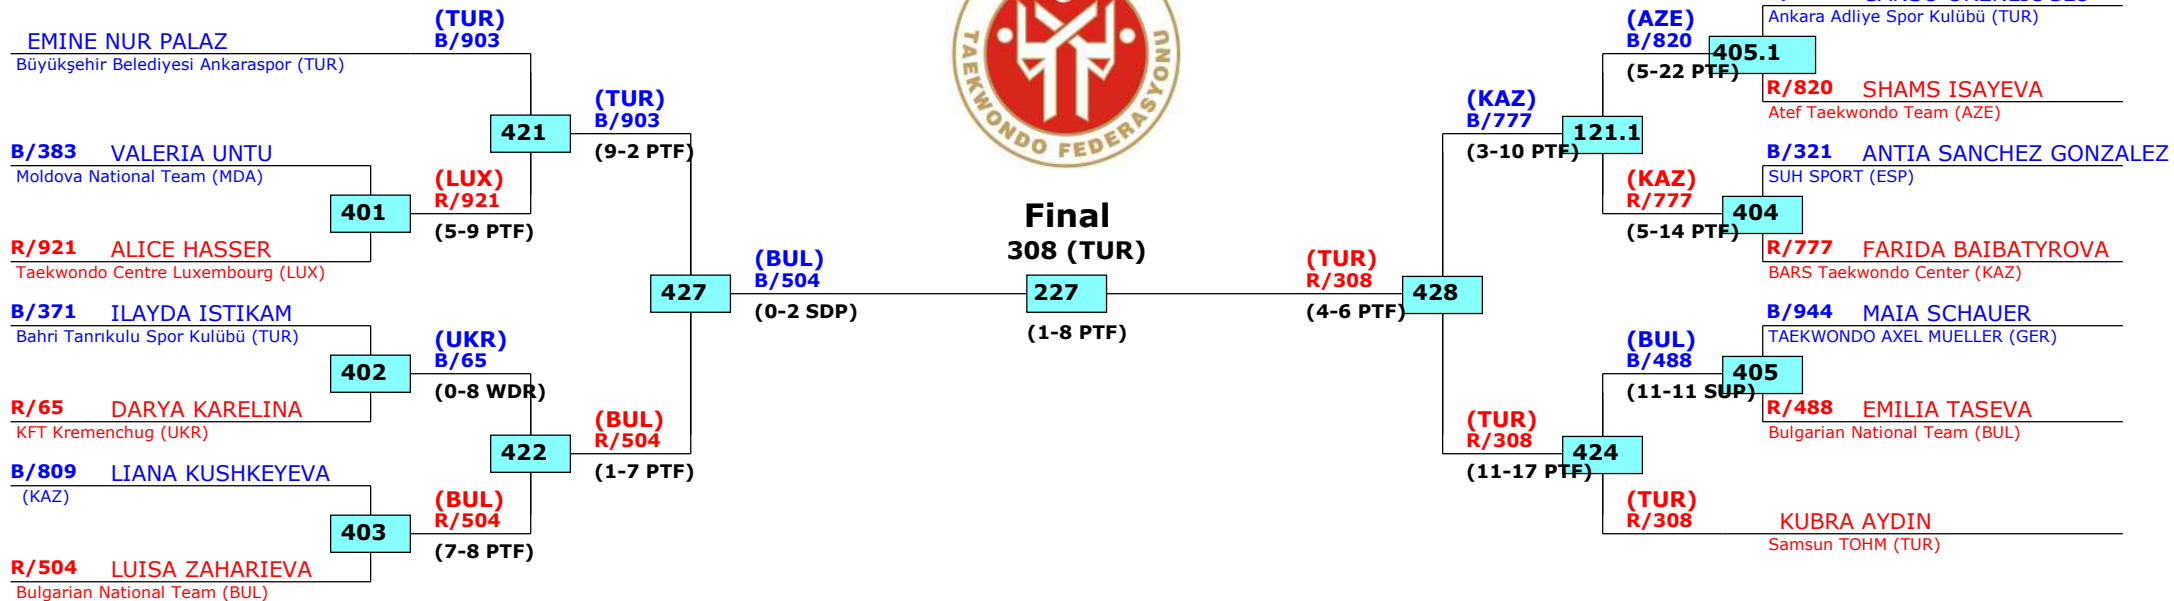 (TUR)
B/903
EMINE NUR PALAZ
Büyükşehir Belediyesi Ankaraspor (TUR)
(TUR)
B/903
421
(9-2 PTF)
B/383 VALERIA UNTU
Moldova National Team (MDA)
(LUX)
R/921
401
(5-9 PTF)
R/921 ALICE HASSER
Taekwondo Centre Luxembourg (LUX)
(BUL)
B/504
427
(0-2 SDP)
B/371 ILAYDA ISTIKAM
Bahri Tanrıkulu Spor Kulübü (TUR)
(UKR)
B/65
402
(0-8 WDR)
R/65 DARYA KARELINA
KFT Kremenchug (UKR)
(BUL)
R/504
422
(1-7 PTF)
B/809 LIANA KUSHKEYEVA
(KAZ)
(BUL)
R/504
403
(7-8 PTF)
R/504 LUISA ZAHARIEVA
Bulgarian National Team (BUL)
TAEKWONDO FEDERASYONU
Final
308 (TUR)
227
(1-8 PTF)
Ankara Adliye Spor Kulübü (TUR)
(AZE)
B/820
405.1
(5-22 PTF)
R/820 SHAMS ISAYEVA
Atef Taekwondo Team (AZE)
(KAZ)
B/777
121.1
(3-10 PTF)
B/321 ANTIA SANCHEZ GONZALEZ
SUH SPORT (ESP)
(KAZ)
R/777
404
(5-14 PTF)
R/777 FARIDA BAIBATYROVA
BARS Taekwondo Center (KAZ)
(TUR)
R/308
428
(4-6 PTF)
B/944 MAIA SCHAUER
TAEKWONDO AXEL MUELLER (GER)
(BUL)
B/488
405
(11-11 SUP)
R/488 EMILIA TASEVA
Bulgarian National Team (BUL)
(TUR)
R/308
424
(11-17 PTF)
(TUR)
R/308
KUBRA AYDIN
Samsun TOHM (TUR)